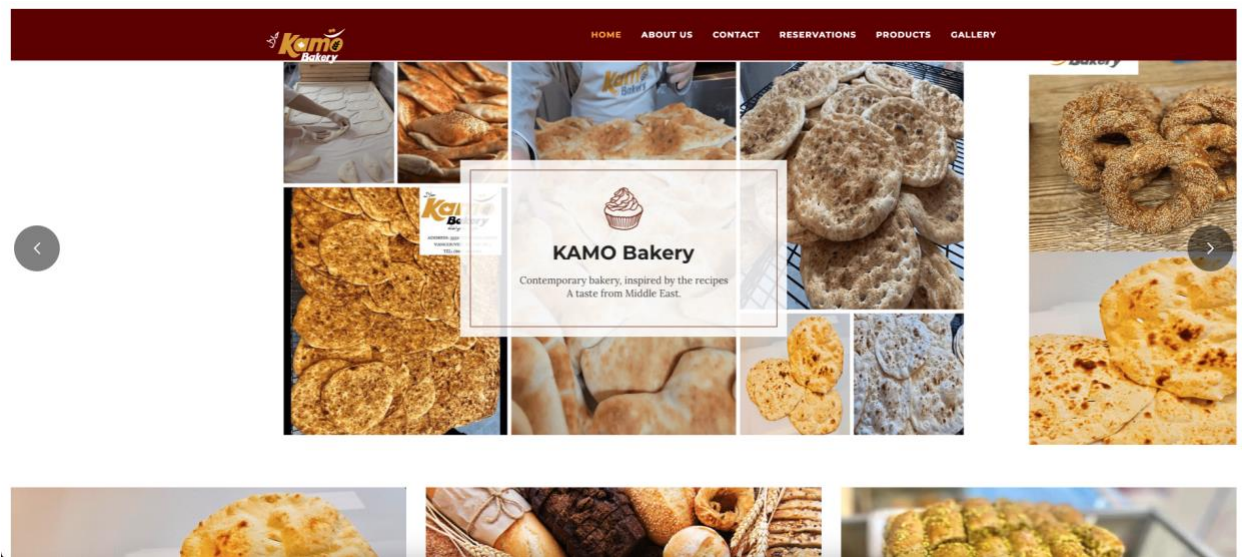 Kamo
Bakery
HOME ABOUT US CONTACT RESERVATIONS PRODUCTS GALLERY
Bakery
Kamo
Bakery
Kamo
Bakery
KAMO Bakery
Contemporary bakery, inspired by the recipes
A taste from Middle East.